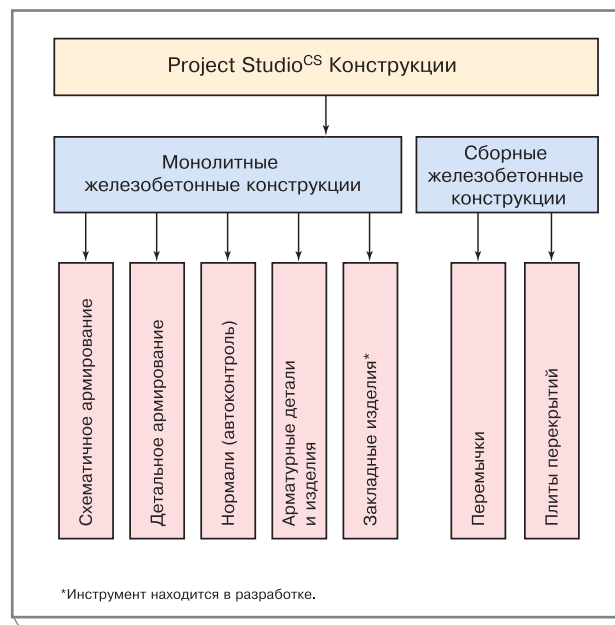 Project Studio^CS Конструкции
Монолитные
железобетонные конструкции
Сборные
железобетонные
конструкции
Схематичное армирование
Детальное армирование
Нормали (автоконтроль)
Арматурные детали
и изделия
Закладные изделия*
Перемычки
Плиты перекрытий
*Инструмент находится в разработке.